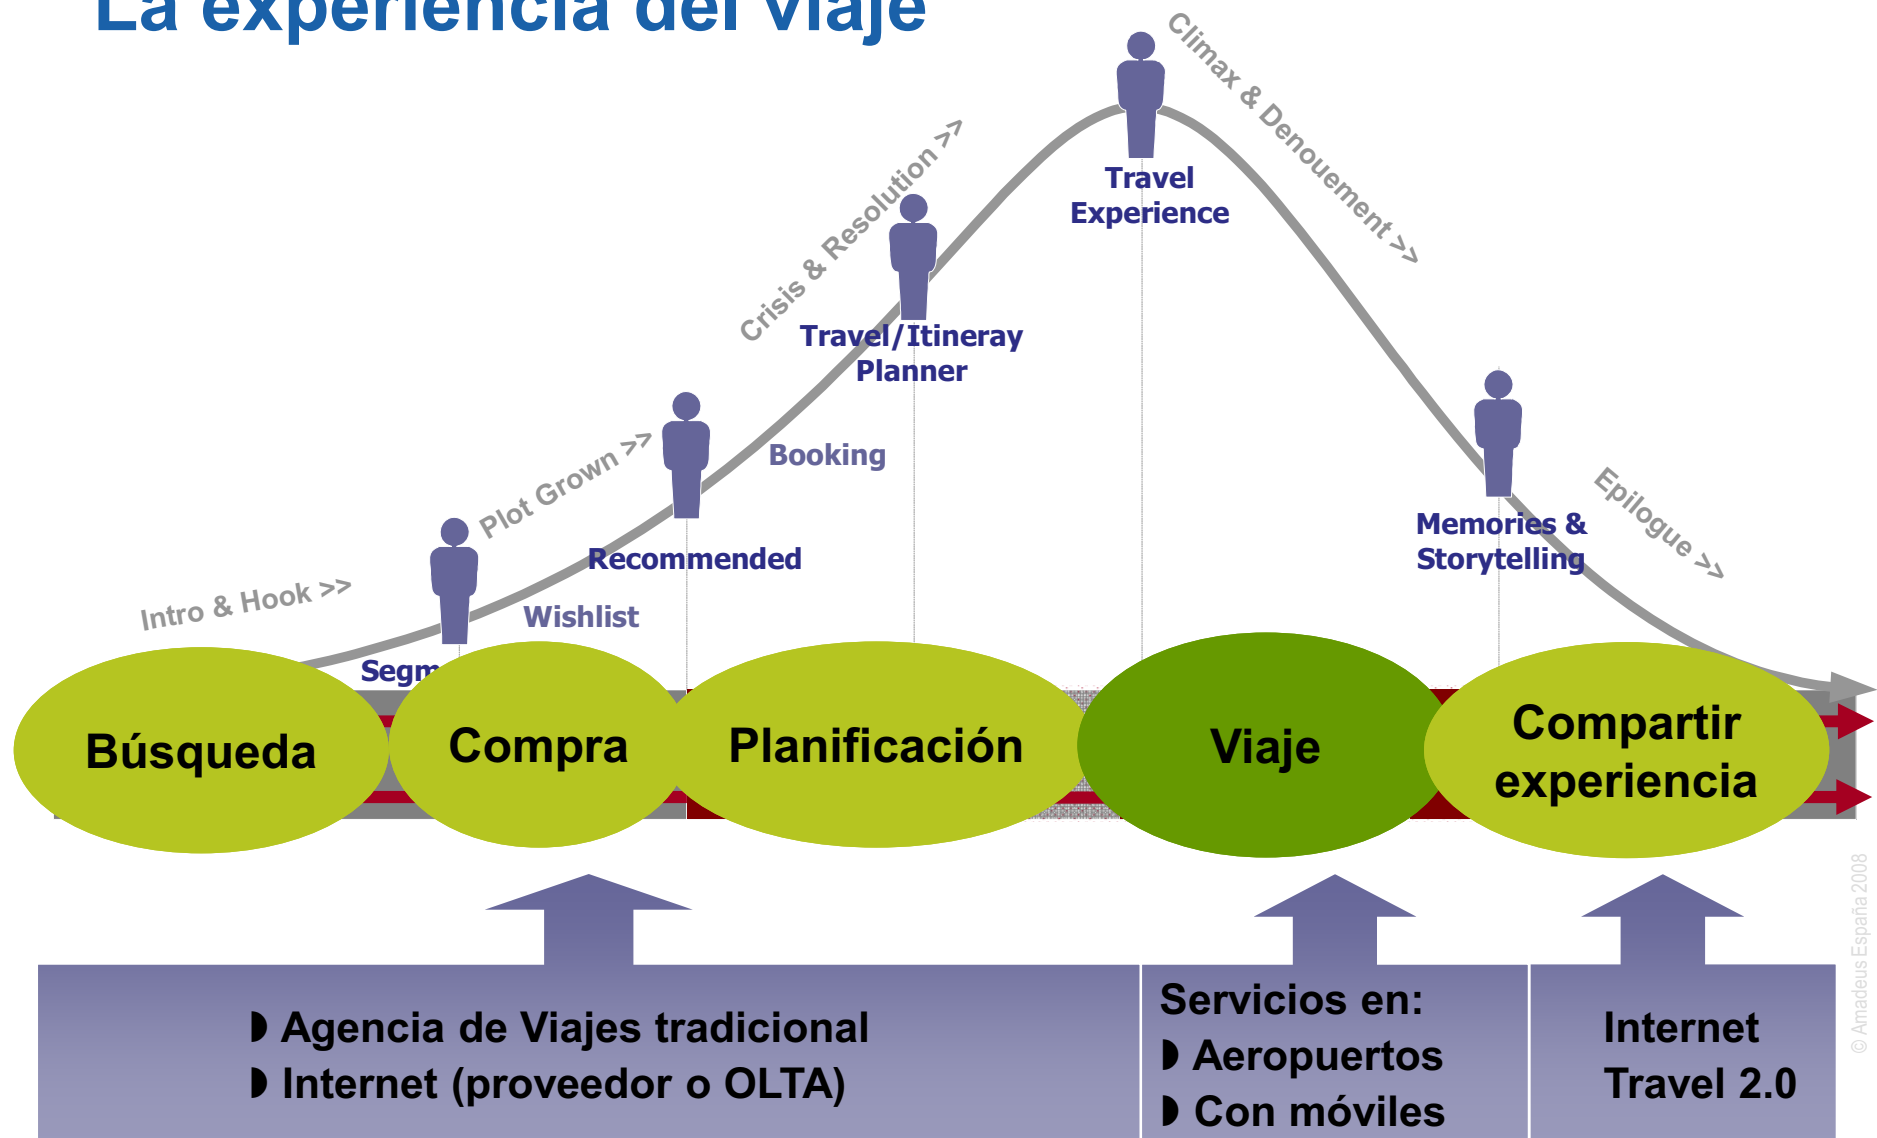 La experiencia del viaje
Climax & Denouement >>
Crisis & Resolution >>
Travel
Experience
Travel/Itineray
Planner
Plot Grown >>
Booking
Epilogue >>
Memories &
Storytelling
Recommended
Intro & Hook >>
Wishlist
Segm
Búsqueda
Compra
Planificación
Viaje
Compartir
experiencia
◗ Agencia de Viajes tradicional
◗ Internet (proveedor o OLTA)
Servicios en:
◗ Aeropuertos
◗ Con móviles
Internet
Travel 2.0
© Amadeus España 2008